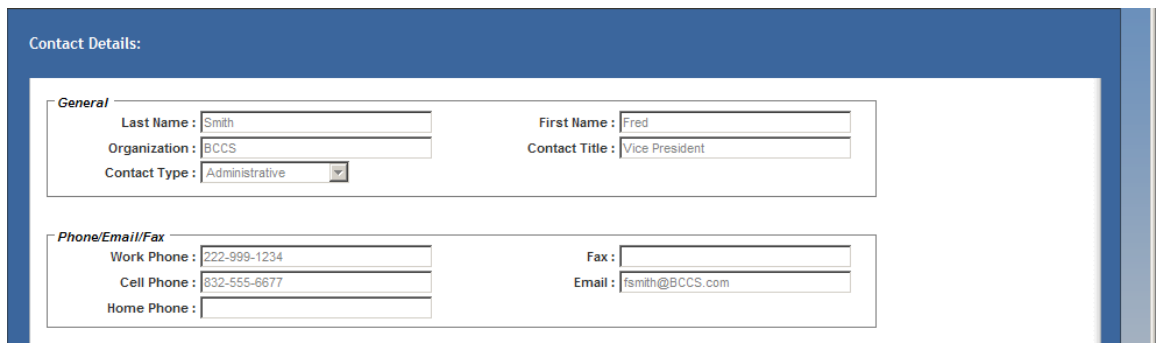 Contact Details:
General
Last Name : Smith First Name : Fred
Organization : BCCS Contact Title : Vice President
Contact Type : Administrative
Phone/Email/Fax
Work Phone : 222-999-1234 Fax :
Cell Phone : 832-555-6677 Email : fsmith@BCCS.com
Home Phone :